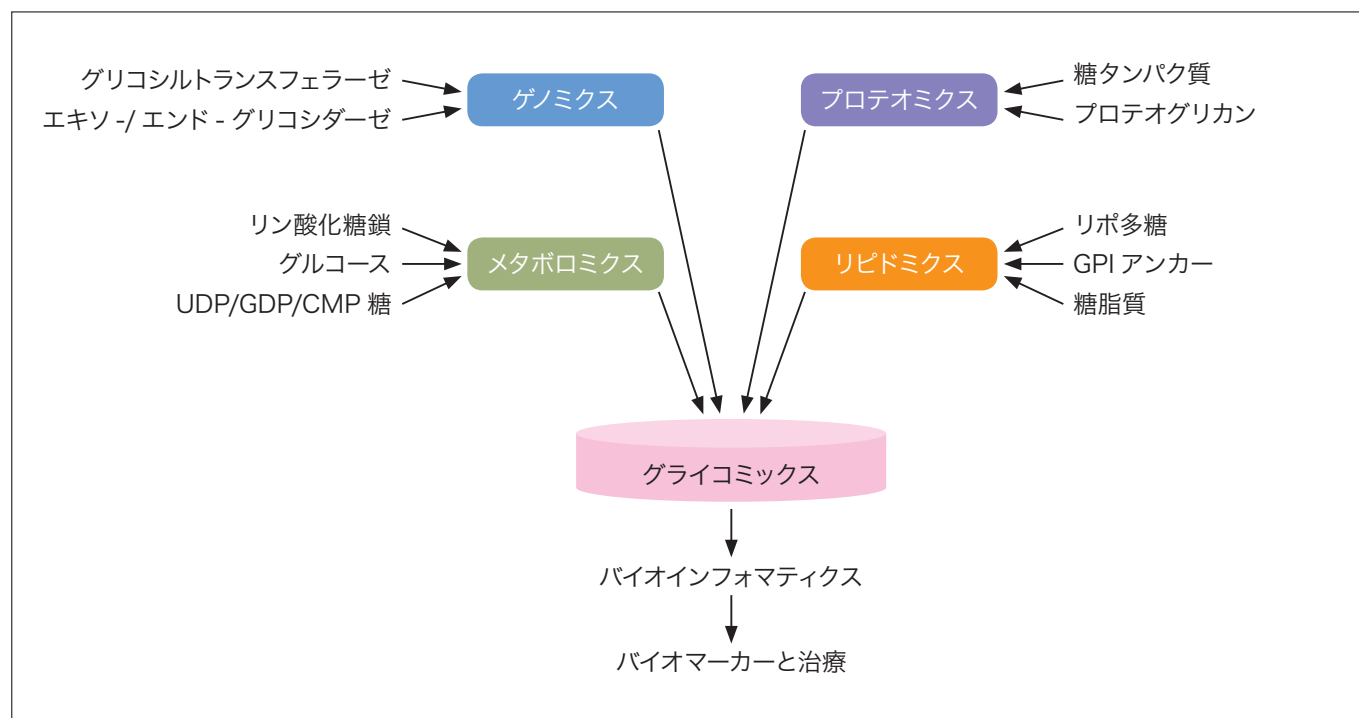 グリコシルトランスフェラーゼ
エキソ -/ エンド - グリコシダーゼ
ゲノミクス
プロテオミクス
糖タンパク質
プロテオグリカン
リン酸化糖鎖
グルコース
UDP/GDP/CMP 糖
メタボロミクス
リピドミクス
リポ多糖
GPI アンカー
糖脂質
グライコミックス
バイオインフォマティクス
バイオマーカーと治療